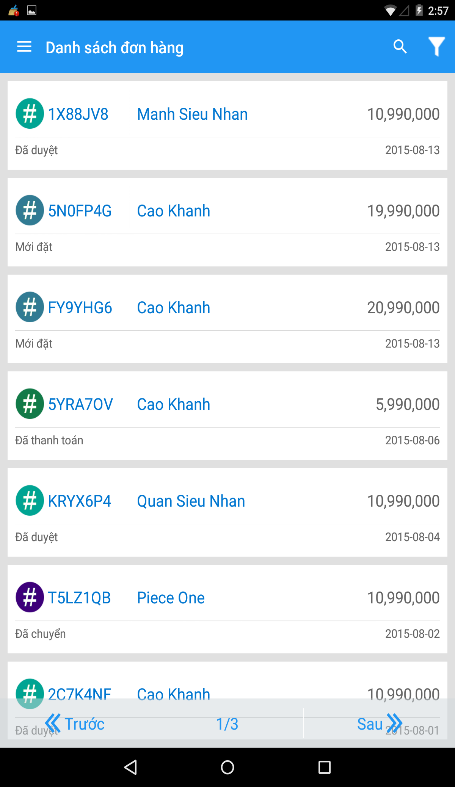 2:57
Danh sách đơn hàng
# 1X88JV8 Manh Sieu Nhan 10,990,000
Đã duyệt 2015-08-13
# 5N0FP4G Cao Khanh 19,990,000
Mới đặt 2015-08-13
# FY9YHG6 Cao Khanh 20,990,000
Mới đặt 2015-08-13
# 5YRA7OV Cao Khanh 5,990,000
Đã thanh toán 2015-08-06
# KRYX6P4 Quan Sieu Nhan 10,990,000
Đã duyệt 2015-08-04
# T5LZ1QB Piece One 10,990,000
Đã chuyển 2015-08-02
# 2C7K4NF Cao Khanh 10,990,000
Trước 1/3 Sau
Đã duyệt 2015-08-01